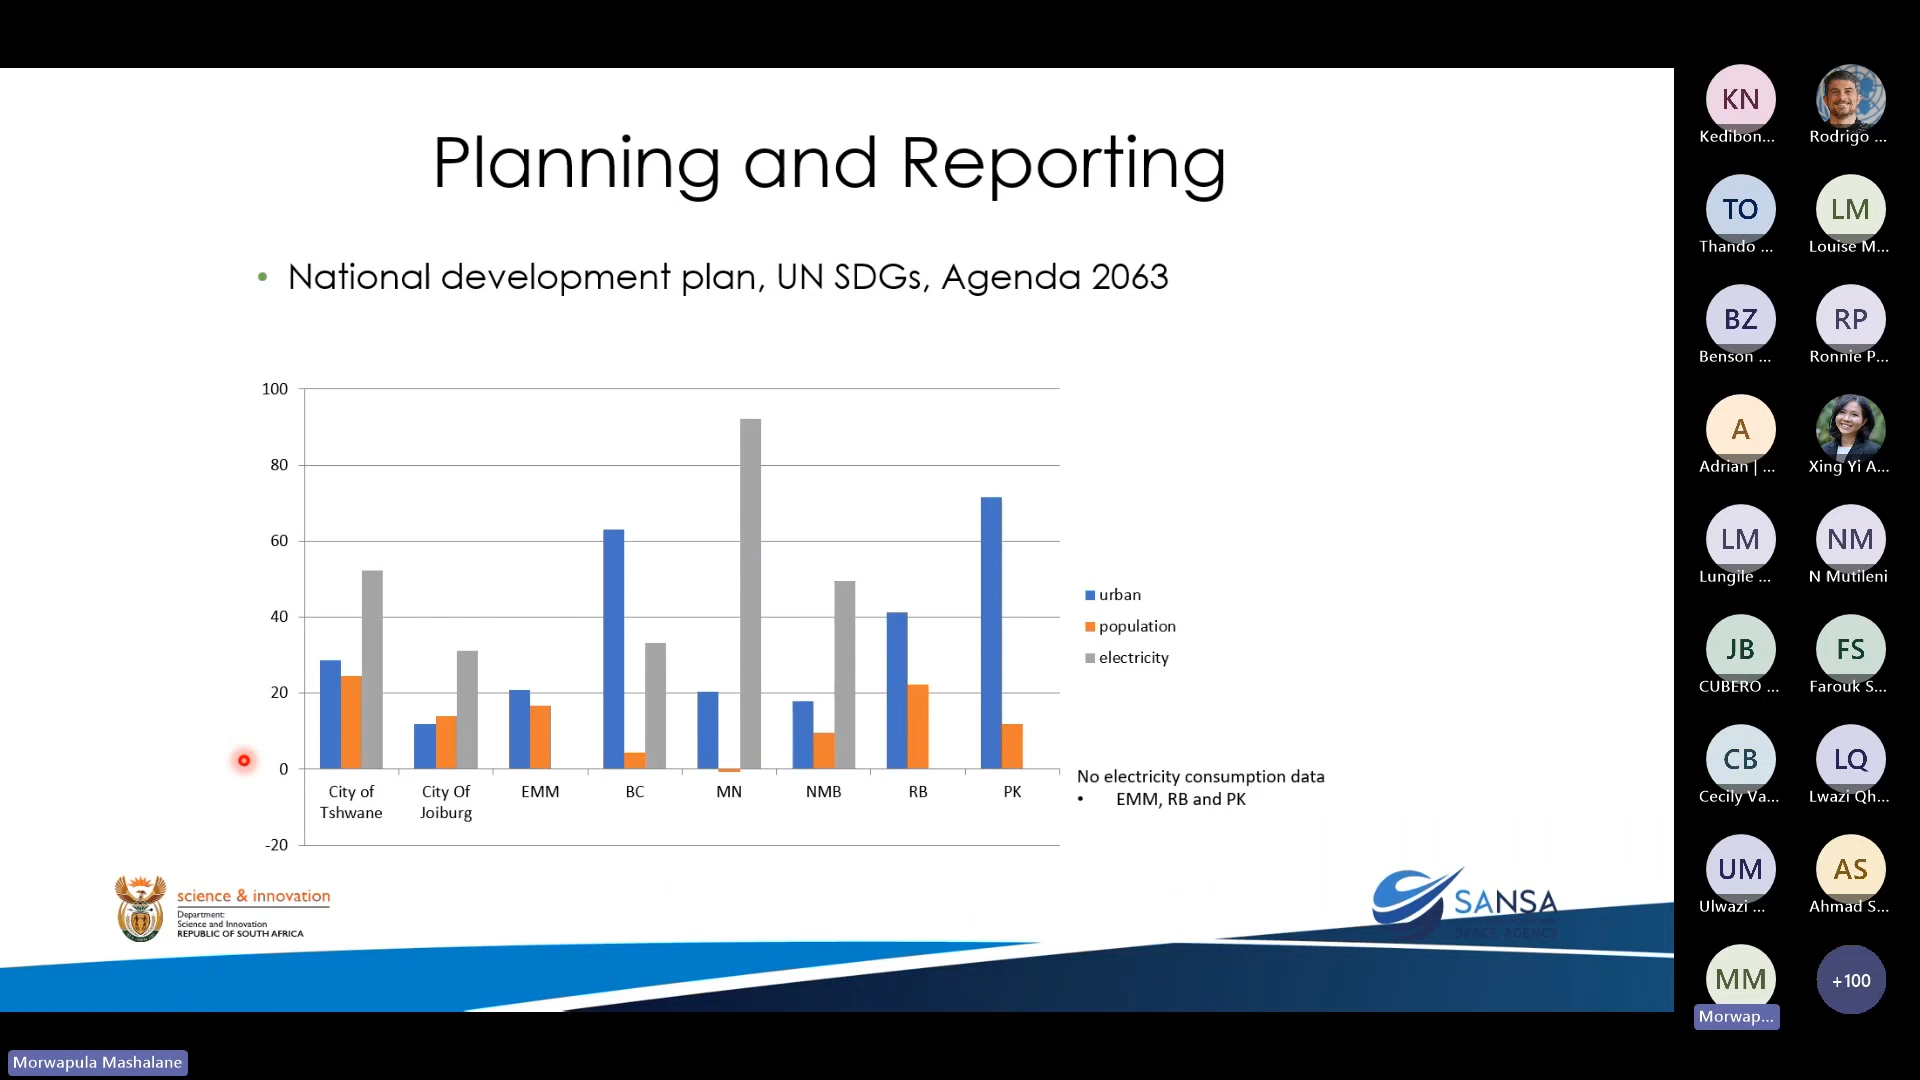 Planning and Reporting
• National development plan, UN SDGs, Agenda 2063
100
80
60
40
20
0
-20
City of Tshwane
City Of Joiburg
EMM
BC
MN
NMB
RB
PK
urban
population
electricity
No electricity consumption data
• EMM, RB and PK
science & innovation
Department:
Science and Innovation
REPUBLIC OF SOUTH AFRICA
SANSA
SPACE AGENCY
KN
Kedibon...
Rodrigo ...
TO
Thando ...
LM
Louise M...
BZ
Benson ...
RP
Ronnie P...
A
Adrian | ...
Xing Yi A...
LM
Lungile ...
NM
N Mutileni
JB
CUBERO ...
FS
Farouk S...
CB
Cecily Va...
LQ
Lwazi Qh...
UM
Ulwazi ...
AS
Ahmad S...
MM
Morwap...
+100
Morwapula Mashalane